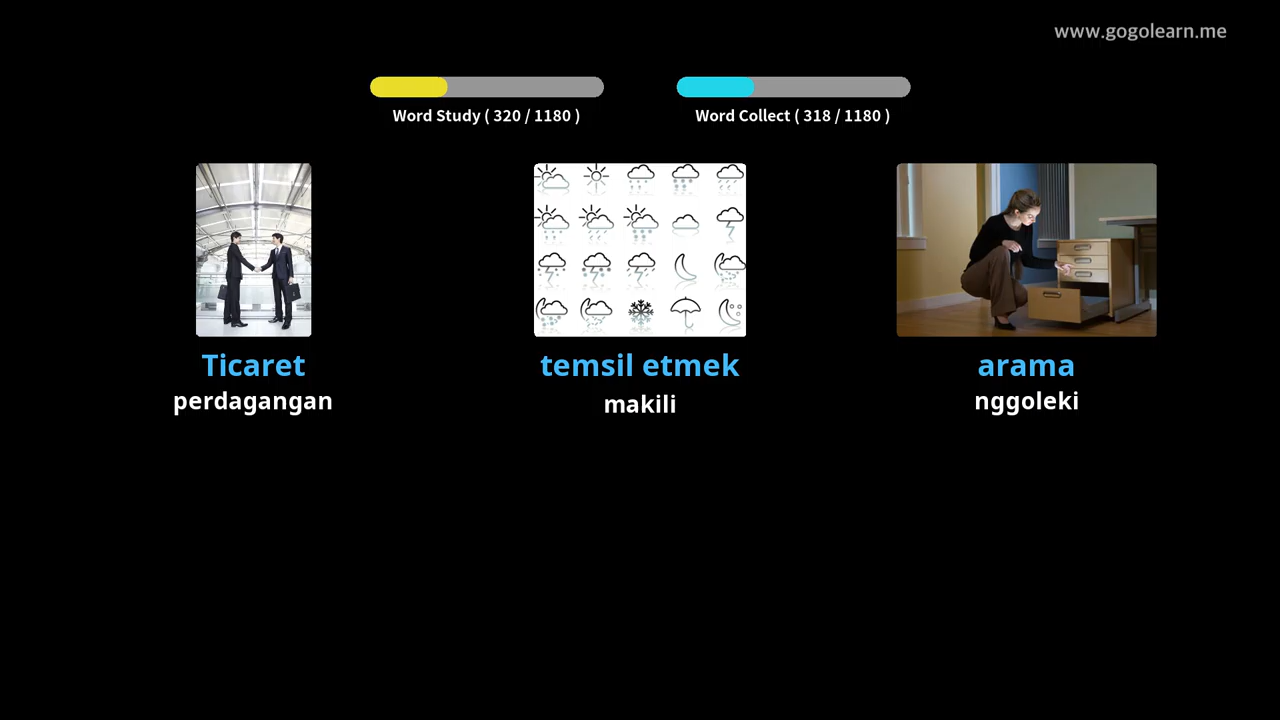 www.gogolearn.me
Word Study ( 320 / 1180 )
Word Collect ( 318 / 1180 )
Ticaret
perdagangan
temsil etmek
makili
arama
nggoleki